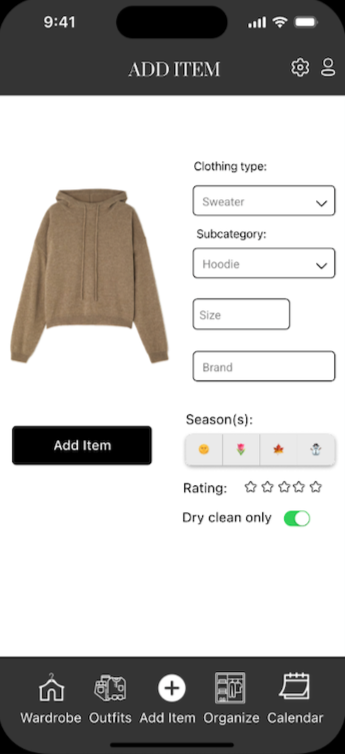 9:41
ADD ITEM
Clothing type:
Sweater
Subcategory:
Hoodie
Size
Brand
Season(s):
Add Item
Rating:
Dry clean only
Wardrobe Outfits Add Item Organize Calendar